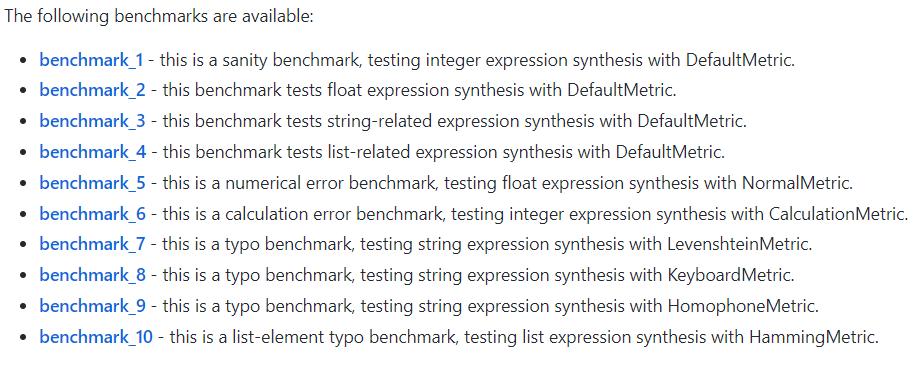 The following benchmarks are available:
• benchmark_1 - this is a sanity benchmark, testing integer expression synthesis with DefaultMetric.
• benchmark_2 - this benchmark tests float expression synthesis with DefaultMetric.
• benchmark_3 - this benchmark tests string-related expression synthesis with DefaultMetric.
• benchmark_4 - this benchmark tests list-related expression synthesis with DefaultMetric.
• benchmark_5 - this is a numerical error benchmark, testing float expression synthesis with NormalMetric.
• benchmark_6 - this is a calculation error benchmark, testing integer expression synthesis with CalculationMetric.
• benchmark_7 - this is a typo benchmark, testing string expression synthesis with LevenshteinMetric.
• benchmark_8 - this is a typo benchmark, testing string expression synthesis with KeyboardMetric.
• benchmark_9 - this is a typo benchmark, testing string expression synthesis with HomophoneMetric.
• benchmark_10 - this is a list-element typo benchmark, testing list expression synthesis with HammingMetric.